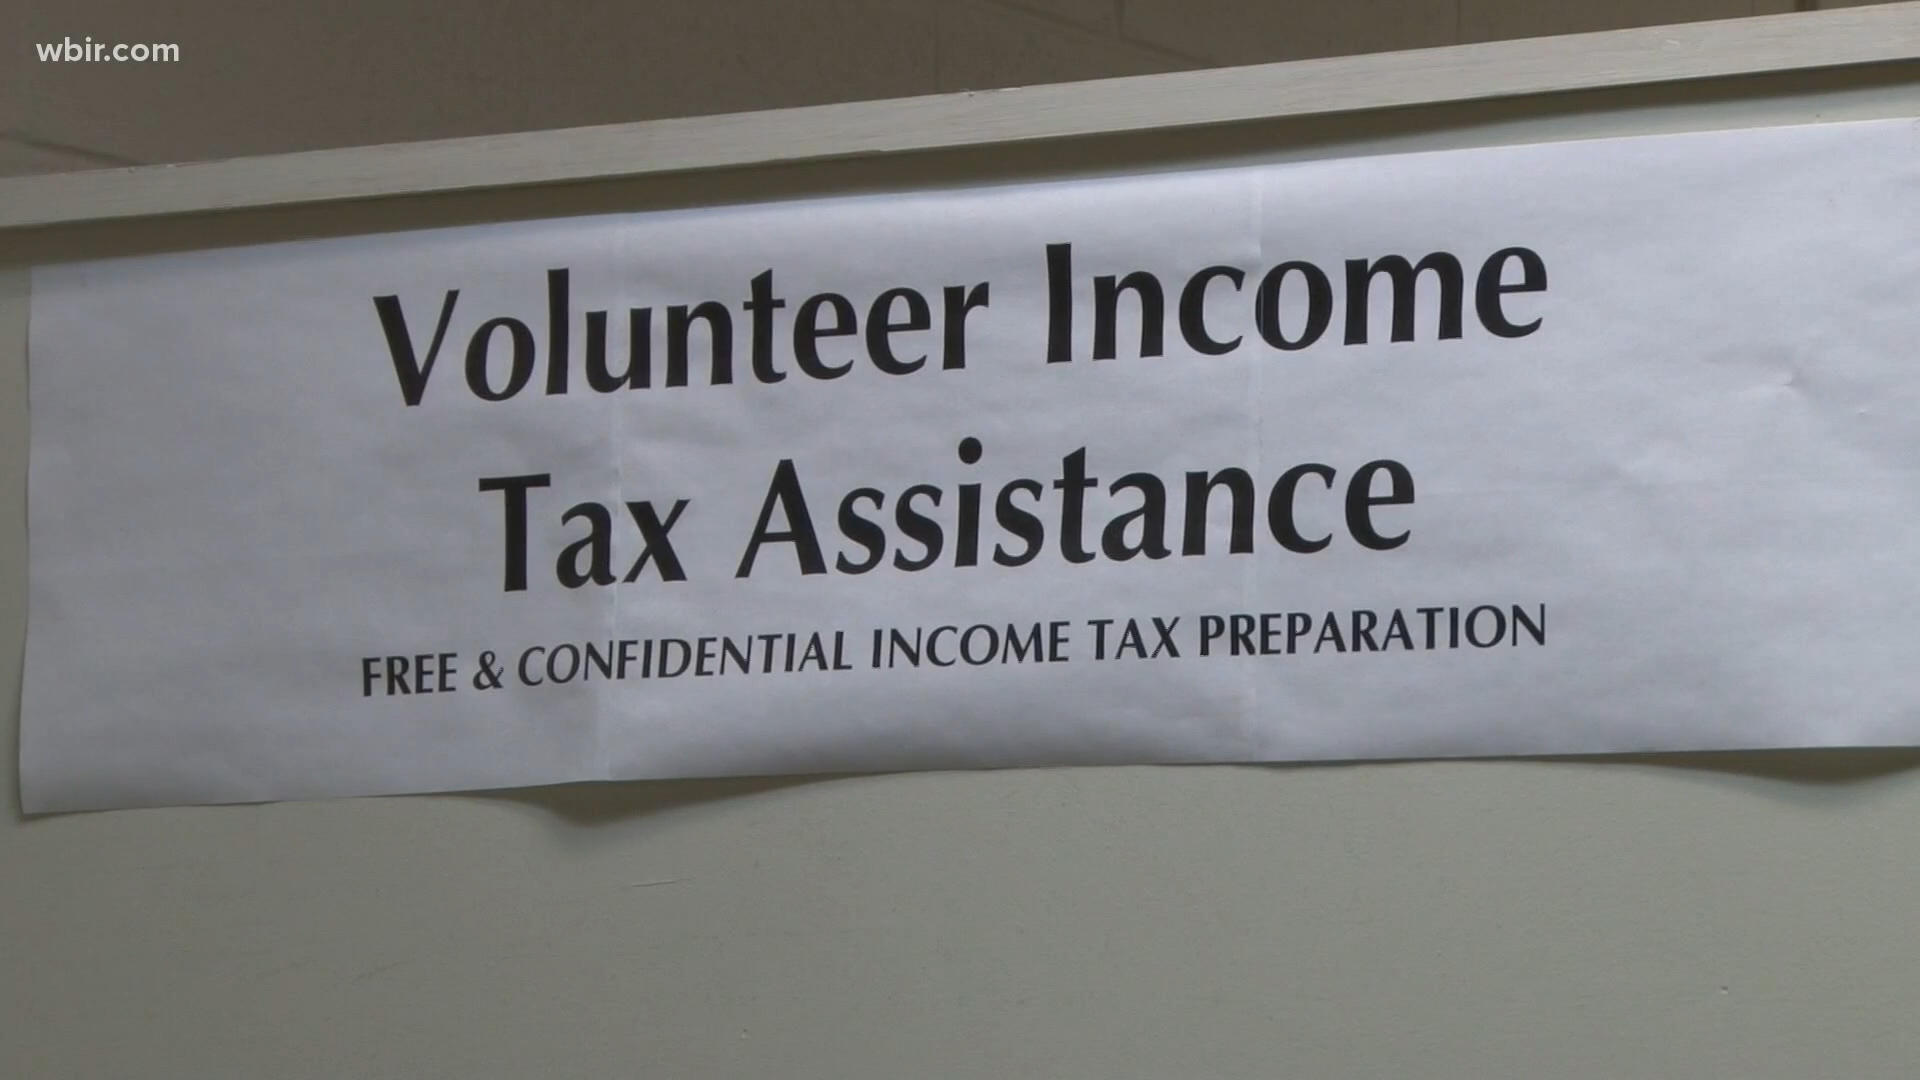 wbir.com
Volunteer Income
Tax Assistance
FREE & CONFIDENTIAL INCOME TAX PREPARATION